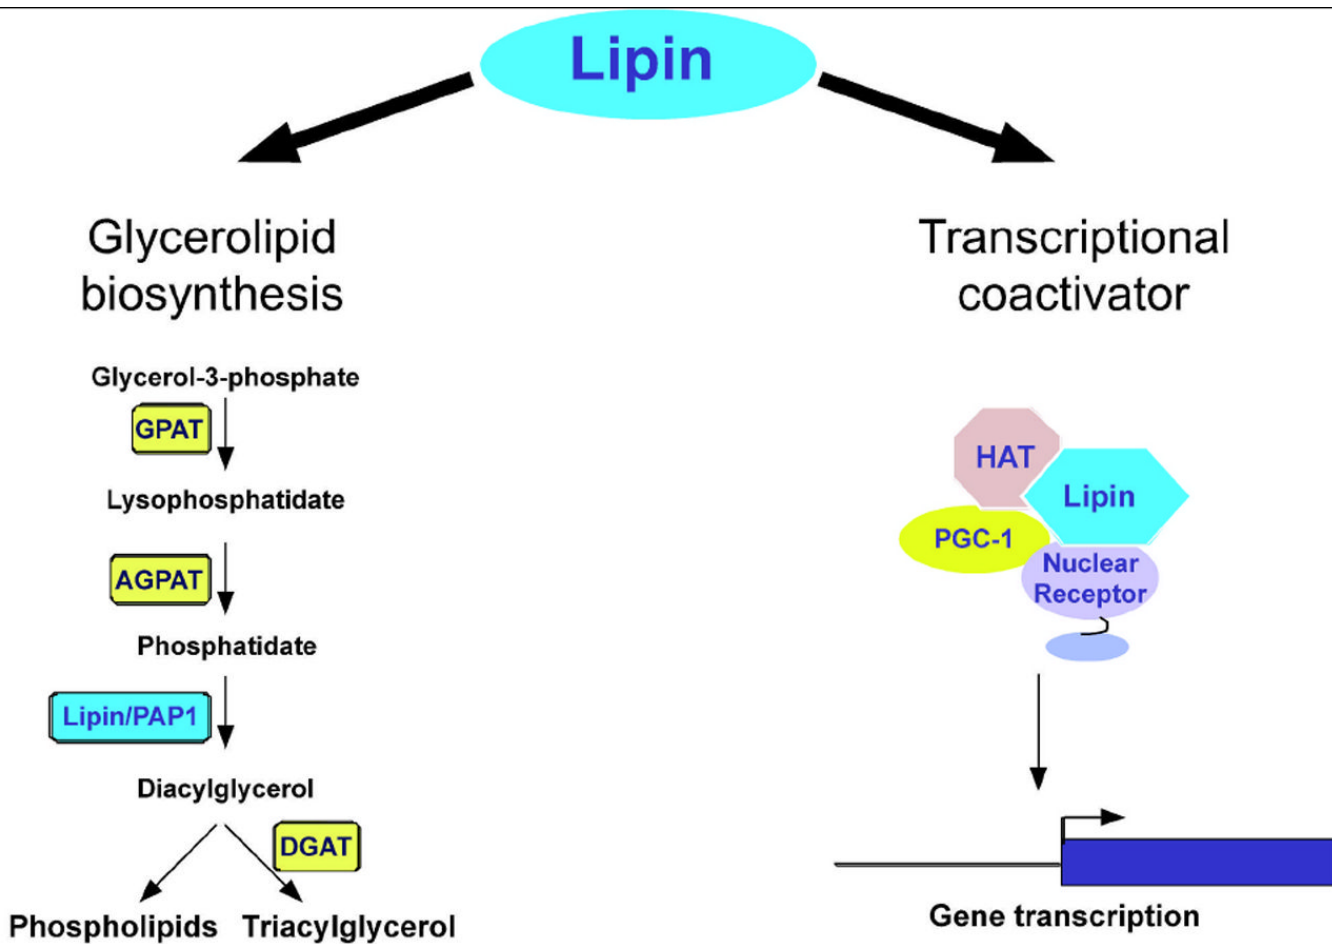 Lipin
Glycerolipid
biosynthesis
Glycerol-3-phosphate
GPAT
Lysophosphatidate
AGPAT
Phosphatidate
Lipin/PAP1
Diacylglycerol
DGAT
Phospholipids
Triacylglycerol
Transcriptional
coactivator
HAT
Lipin
PGC-1
Nuclear
Receptor
Gene transcription